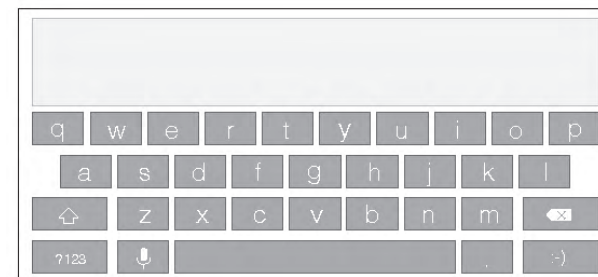 q w e r t y u i o p
a s d f g h j k l
z x c v b n m
?123 . :-)